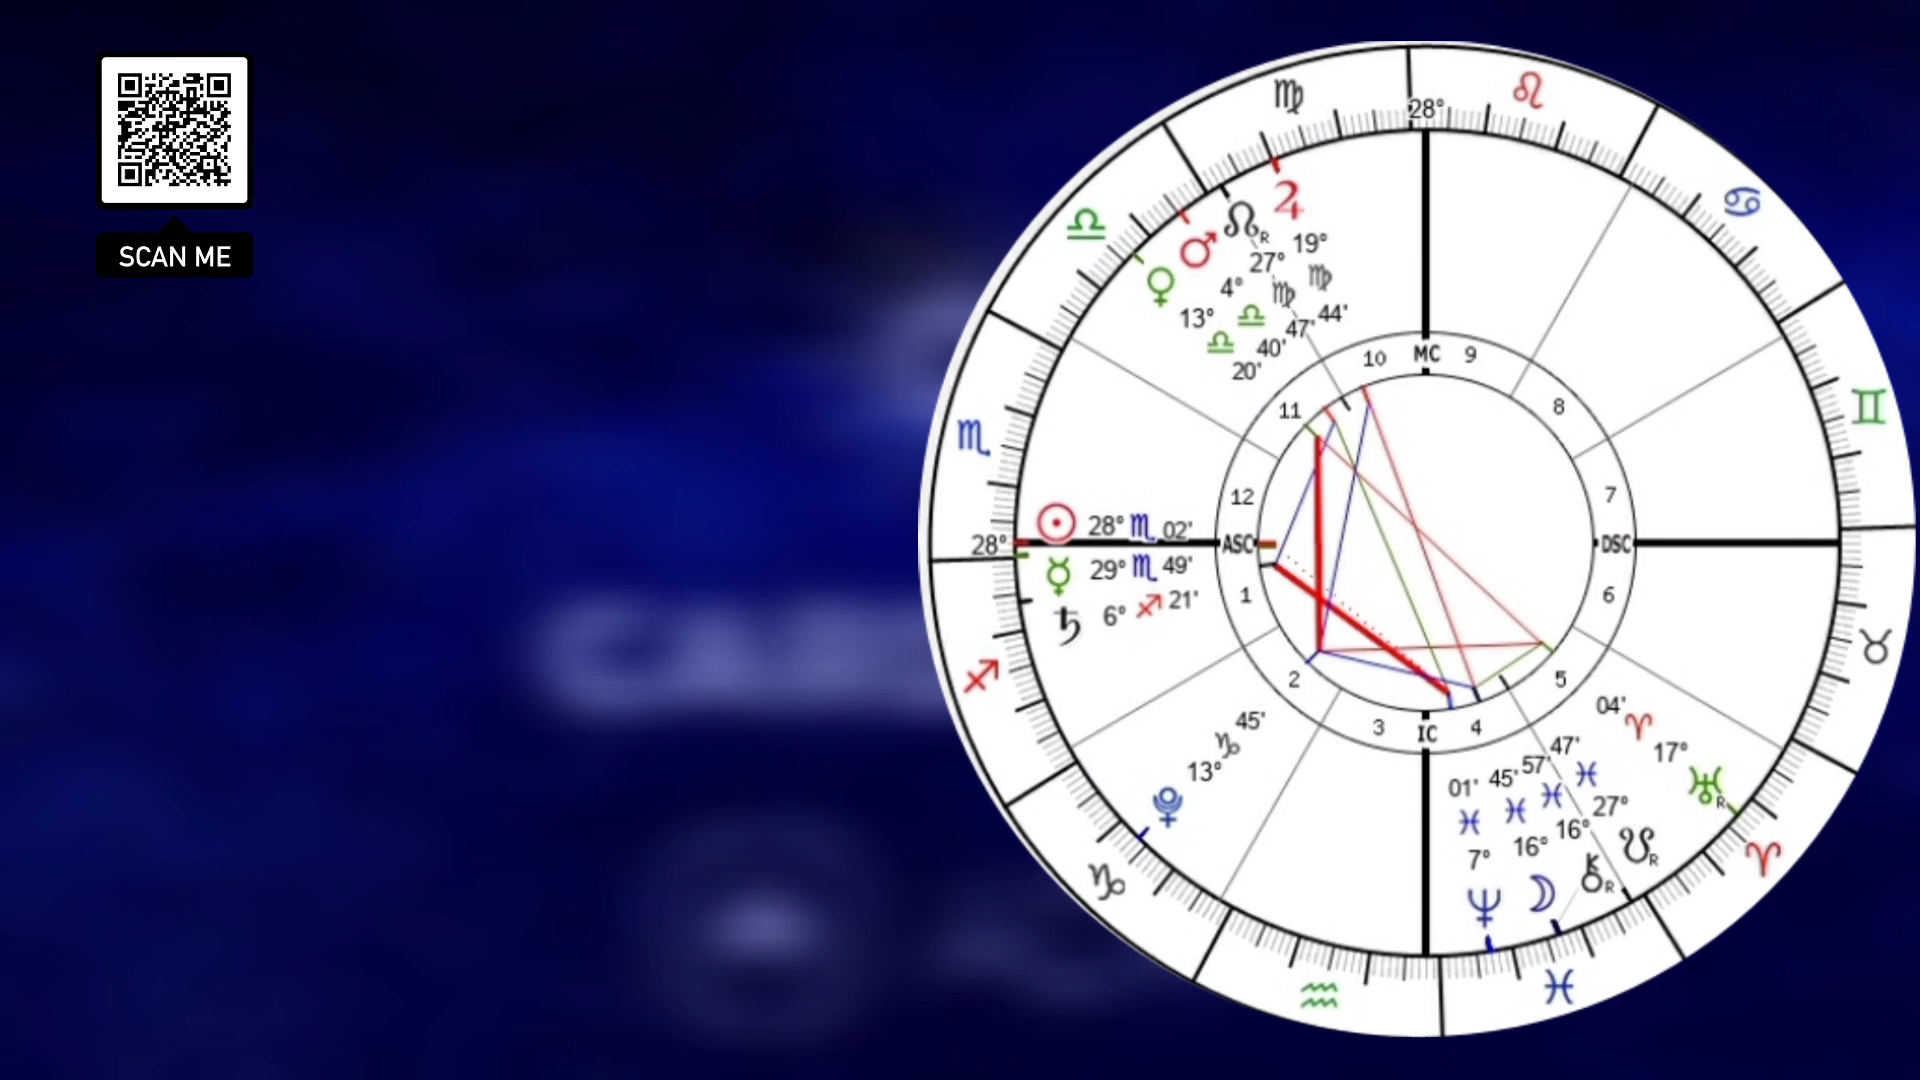 SCAN ME
28°
♍
♌
♎
♋
♏
♊
♐
♉
♑
♈
♒
♓
♃ 19° ♍ 44'
☊ R 27° ♍ 47'
♂ 4° ♎ 40'
♀ 13° ♎ 20'
28°
☉ 28° ♏ 02'
☿ 29° ♏ 49'
♄ 6° ♐ 21'
♇ 13° ♑ 45'
♆ 7° ♓ 01'
☽ 16° ♓ 45'
⚷ R 16° ♓ 57'
☋ R 27° ♓ 47'
♅ R 17° ♈ 04'
10 MC 9
11 8
12 7
ASC DSC
1 6
2 5
3 IC 4